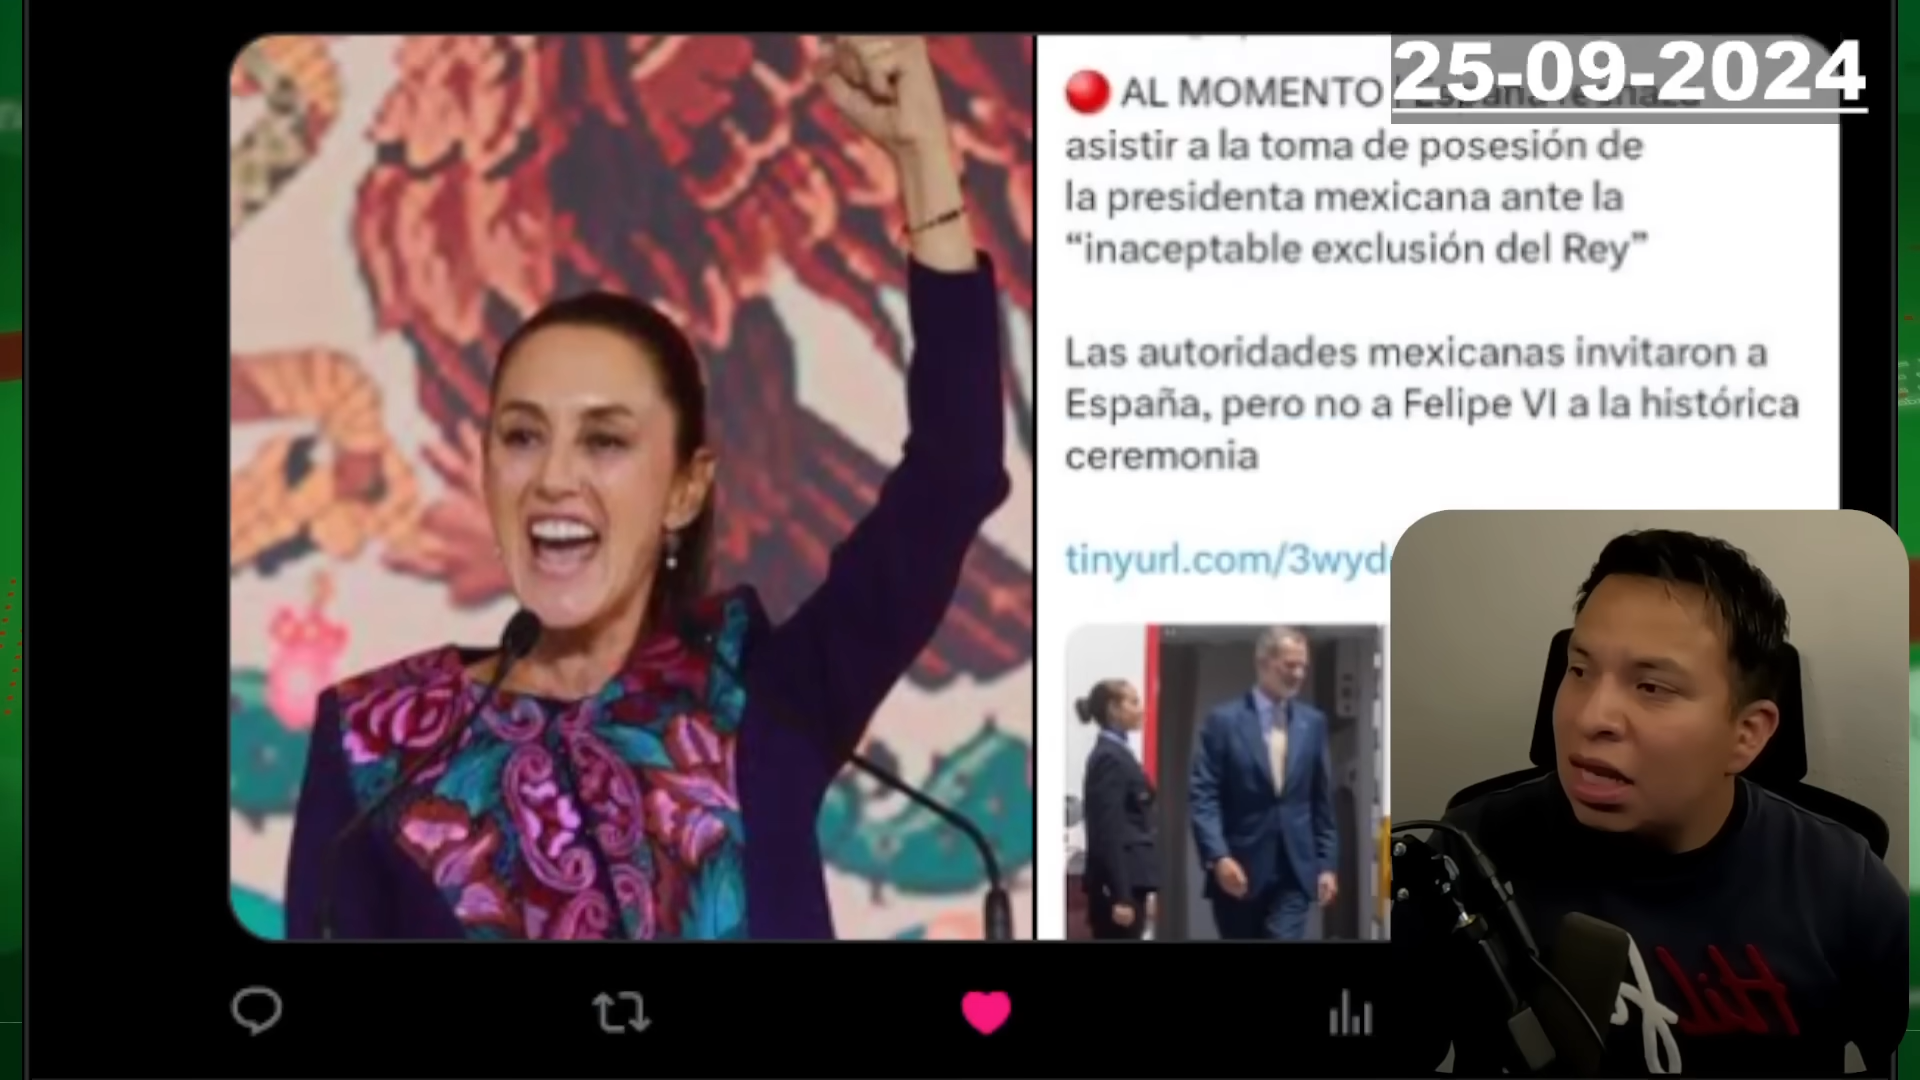 25-09-2024
AL MOMENTO
asistir a la toma de posesión de
la presidenta mexicana ante la
“inaceptable exclusión del Rey”
Las autoridades mexicanas invitaron a
España, pero no a Felipe VI a la histórica
ceremonia
tinyurl.com/3wyd